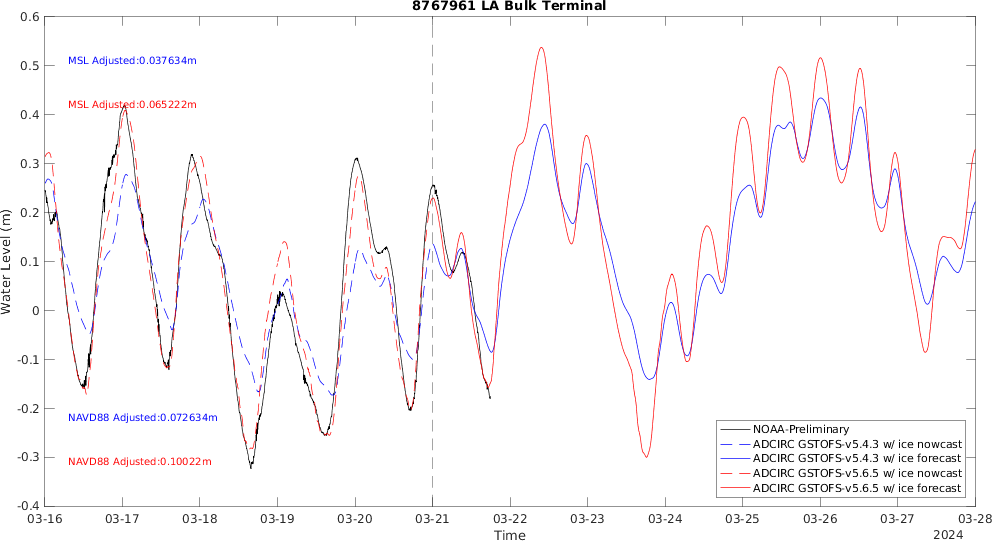 8767961 LA Bulk Terminal
0.6
0.5
0.4
0.3
0.2
0.1
0
-0.1
-0.2
-0.3
-0.4
Water Level (m)
MSL Adjusted:0.037634m
MSL Adjusted:0.065222m
NAVD88 Adjusted:0.072634m
NAVD88 Adjusted:0.10022m
NOAA-Preliminary
ADCIRC GSTOFS-v5.4.3 w/ ice nowcast
ADCIRC GSTOFS-v5.4.3 w/ ice forecast
ADCIRC GSTOFS-v5.6.5 w/ ice nowcast
ADCIRC GSTOFS-v5.6.5 w/ ice forecast
03-16 03-17 03-18 03-19 03-20 03-21 03-22 03-23 03-24 03-25 03-26 03-27 03-28
Time
2024